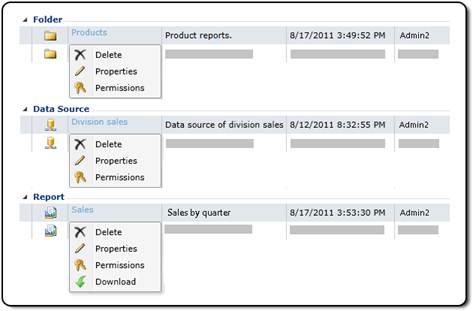 Folder
Products Product reports. 8/17/2011 3:49:52 PM Admin2
Delete
Properties
Permissions
Data Source
Division sales Data source of division sales 8/12/2011 8:32:55 PM Admin2
Delete
Properties
Permissions
Report
Sales Sales by quarter 8/17/2011 3:53:30 PM Admin2
Delete
Properties
Permissions
Download